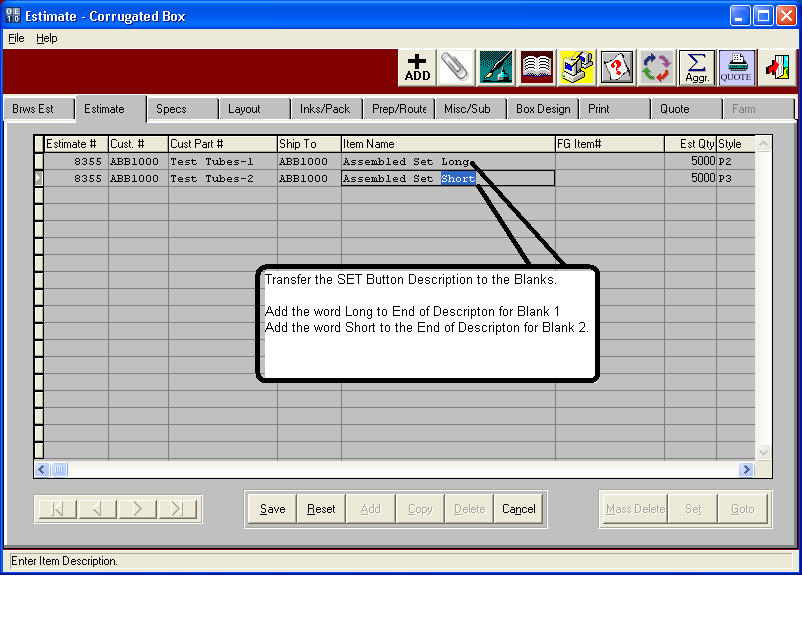 Estimate - Corrugated Box
File Help
ADD Aggr. QUOTE
Brws Est Estimate Specs Layout Inks/Pack Prep/Route Misc/Sub Box Design Print Quote Farm
Estimate # Cust. # Cust Part # Ship To Item Name FG Item# Est Qty Style
8355 ABB1000 Test Tubes-1 ABB1000 Assembled Set Long 5000 P2
8355 ABB1000 Test Tubes-2 ABB1000 Assembled Set Short 5000 P3
Transfer the SET Button Description to the Blanks.
Add the word Long to End of Descripton for Blank 1
Add the word Short to the End of Descripton for Blank 2.
Save Reset Add Copy Delete Cancel Mass Delete Set Goto
Enter Item Description.